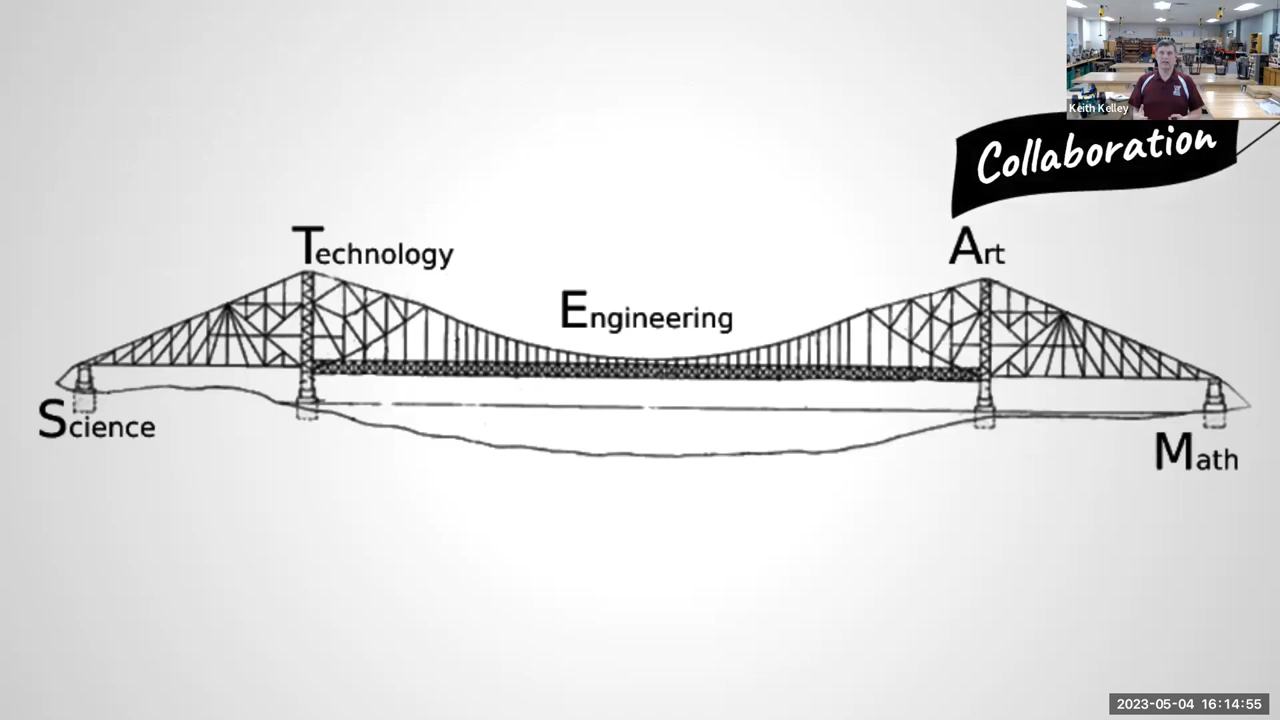 Keith Kelley
Collaboration
Technology
Art
Engineering
Science
Math
2023-05-04 16:14:55